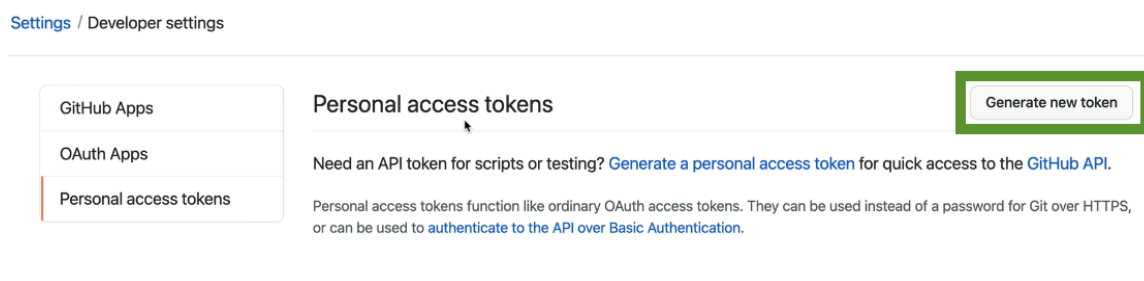 Settings / Developer settings
GitHub Apps
OAuth Apps
Personal access tokens
Personal access tokens
Generate new token
Need an API token for scripts or testing? Generate a personal access token for quick access to the GitHub API.
Personal access tokens function like ordinary OAuth access tokens. They can be used instead of a password for Git over HTTPS,
or can be used to authenticate to the API over Basic Authentication.